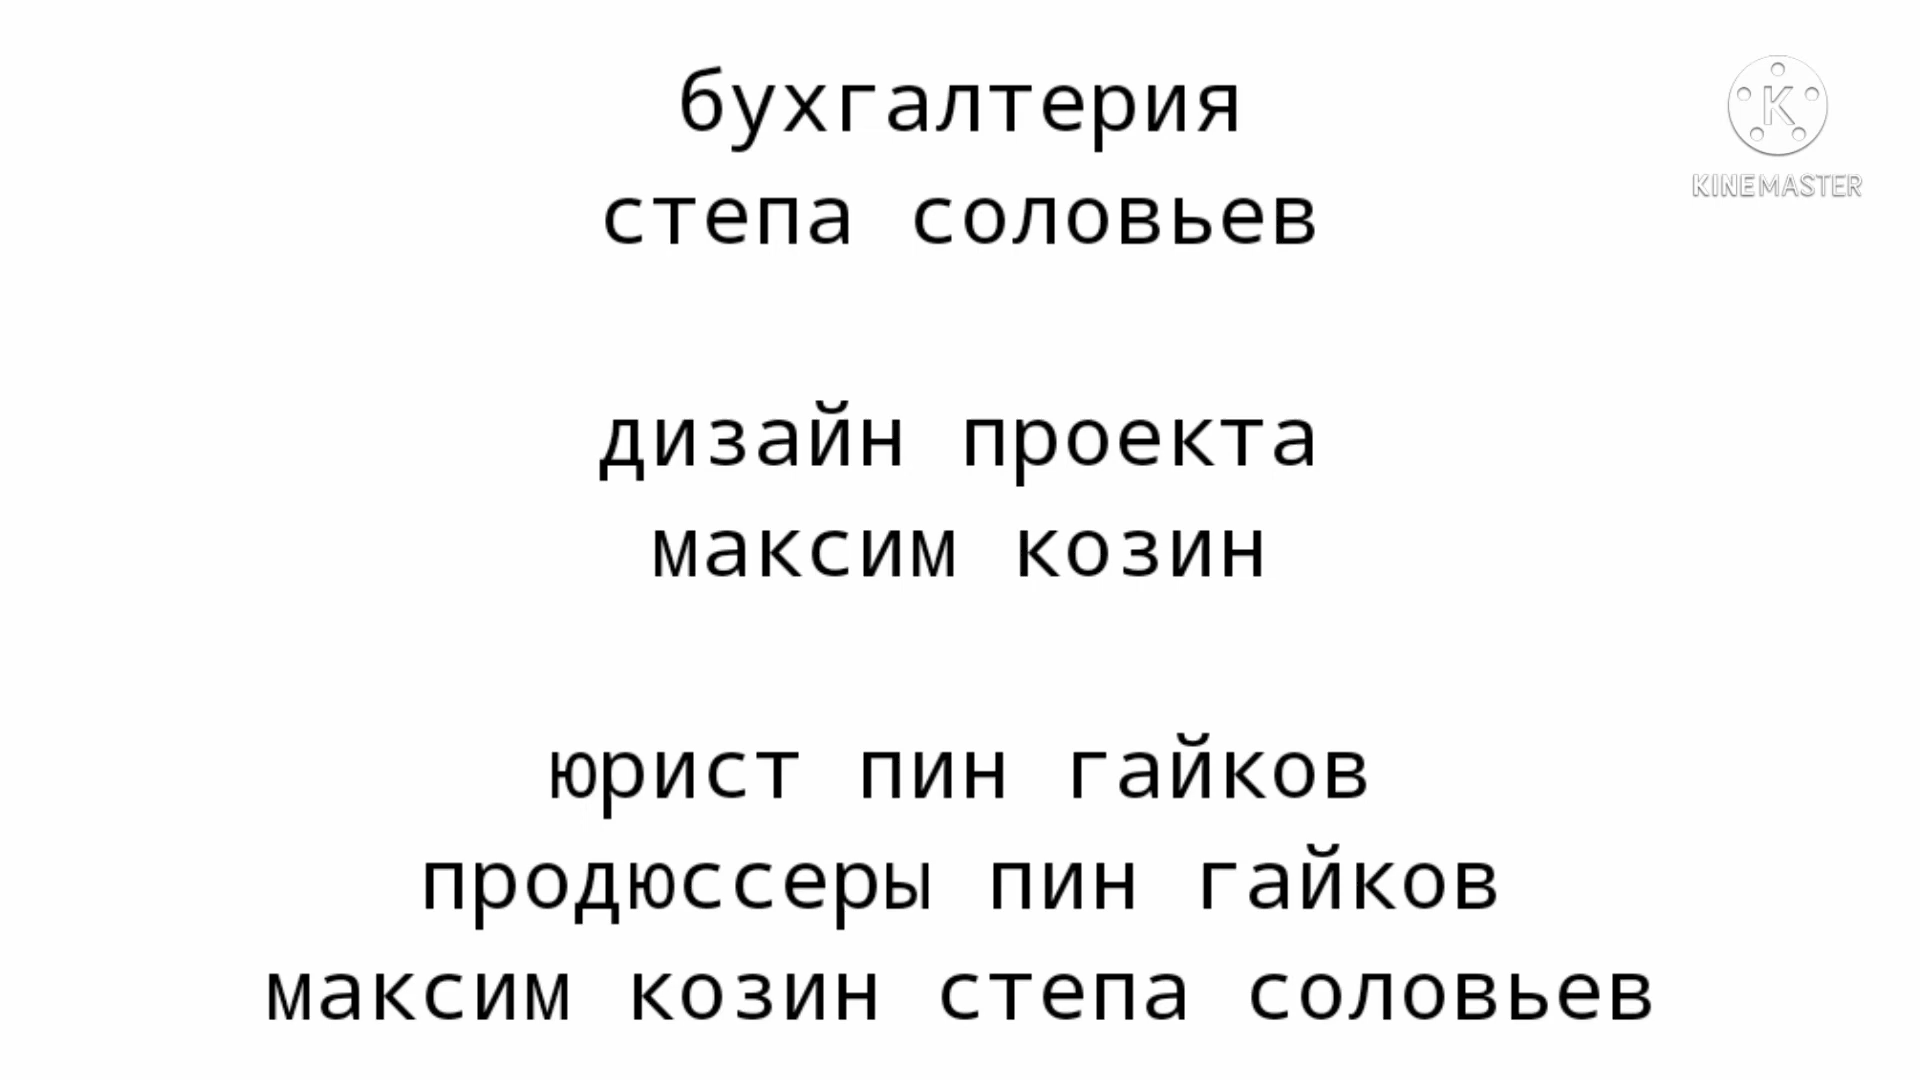 бухгалтерия
степа соловьев
дизайн проекта
максим козин
юрист пин гайков
продюссеры пин гайков
максим козин степа соловьев
K
KINEMASTER